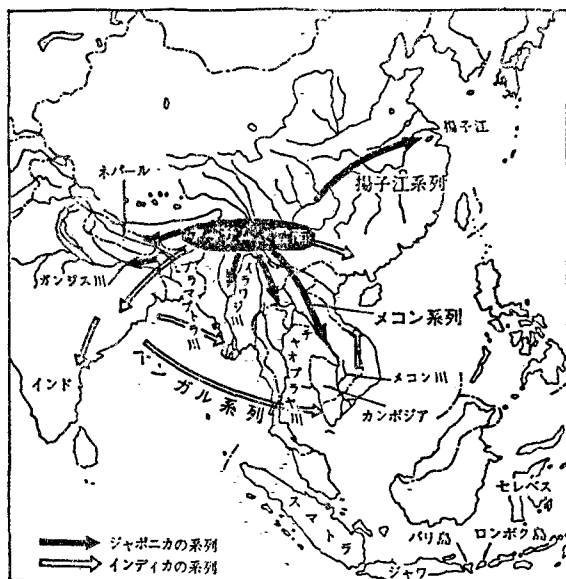 揚子江
揚子江系列
ネパール
ガンジス川
ブラマプトラ川
イラワジ川
チャオプラヤ川
メコン系列
メコン川
カンボジア
インド
ベンガル系列
セレベス
スマトラ
バリ島
ロンボク島
ジャワ
ジャポニカの系列
インディカの系列